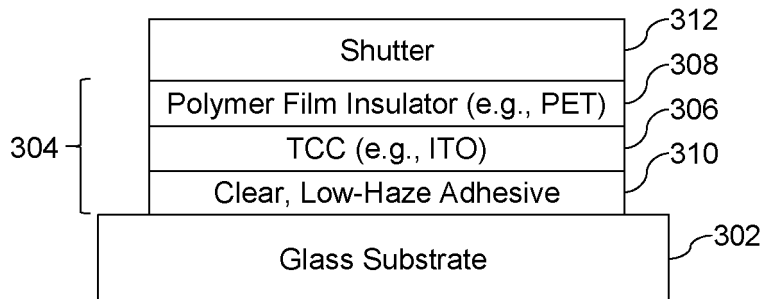 Shutter
312
Polymer Film Insulator (e.g., PET)
308
304
TCC (e.g., ITO)
306
Clear, Low-Haze Adhesive
310
Glass Substrate
302